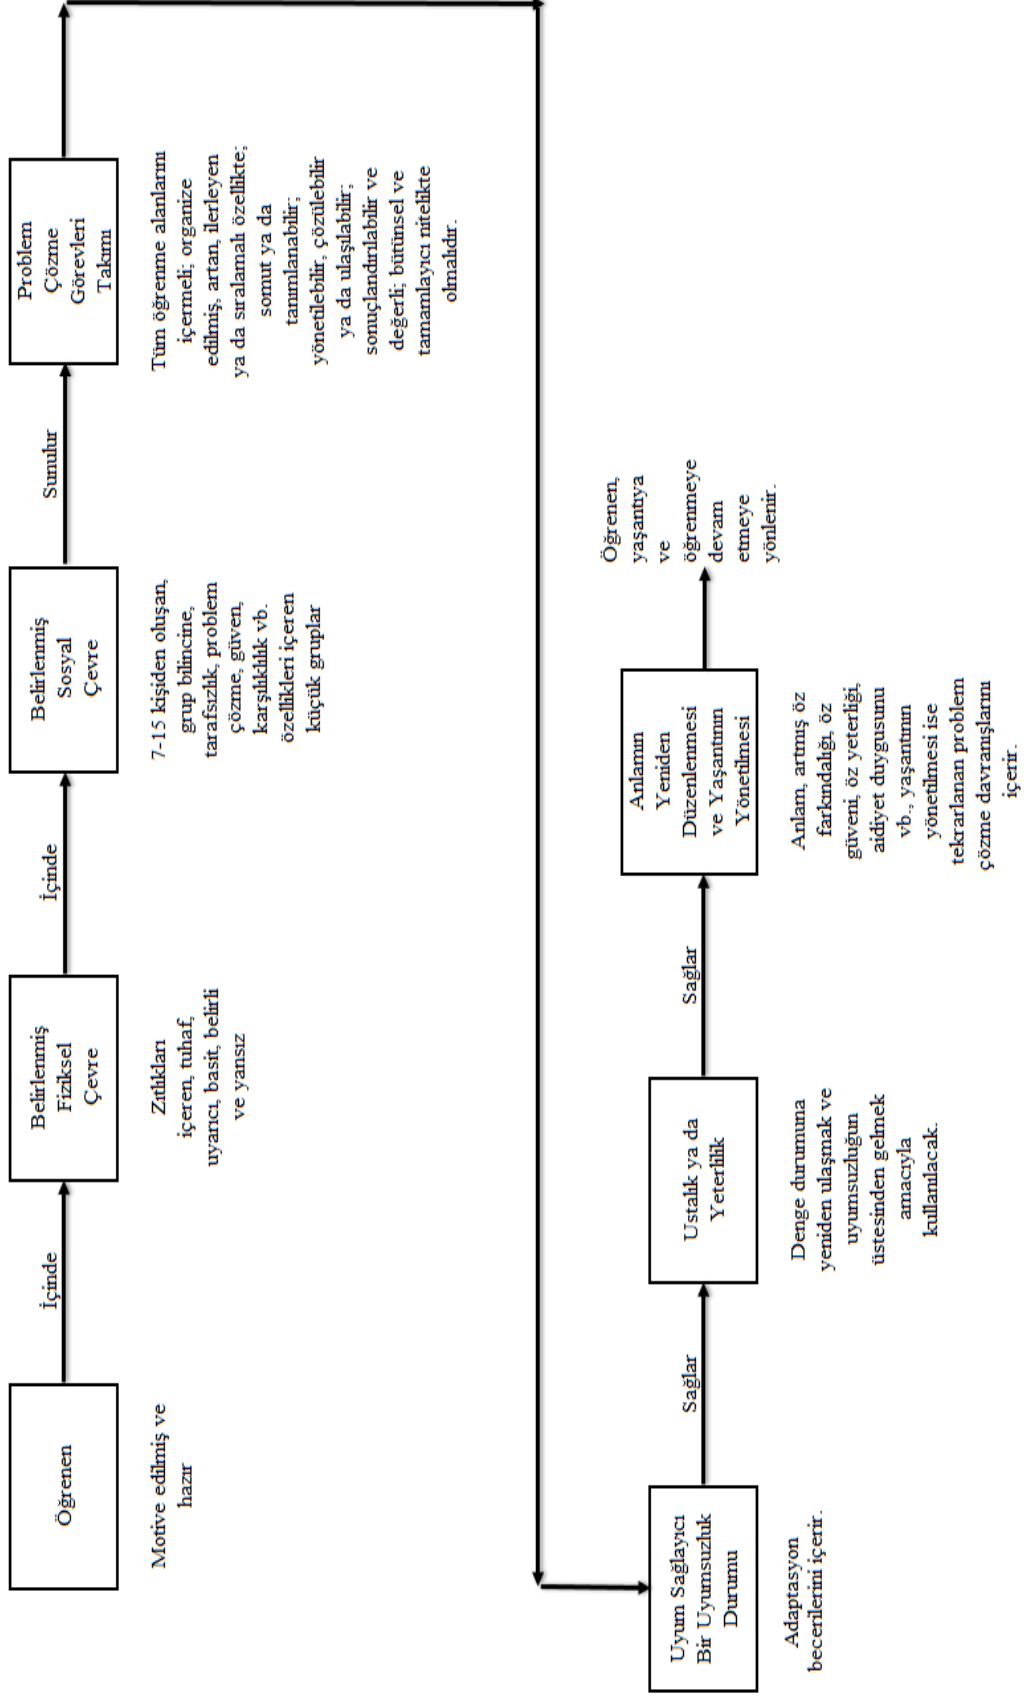 Öğrenen
Motive edilmiş ve
hazır
İçinde
Belirlenmiş
Fiziksel
Çevre
Zıtlıkları
içeren, tuhaf,
uyarıcı, basit, belirli
ve yansız
İçinde
Belirlenmiş
Sosyal
Çevre
7-15 kişiden oluşan,
grup bilincine,
tarafsızlık, problem
çözme, güven,
karşılıklılık vb.
özellikleri içeren
küçük gruplar
Sunulur
Problem
Çözme
Görevleri
Takımı
Tüm öğrenme alanlarını
içermeli; organize
edilmiş, artan, ilerleyen
ya da sıralamalı özellikte;
somut ya da
tanımlanabilir;
yönetilebilir, çözülebilir
ya da ulaşılabilir;
sonuçlandırılabilir ve
değerli; bütünsel ve
tamamlayıcı nitelikte
olmalıdır.
Uyum Sağlayıcı
Bir Uyumsuzluk
Durumu
Adaptasyon
becerilerini içerir.
Sağlar
Ustalık ya da
Yeterlilik
Denge durumuna
yeniden ulaşmak ve
uyumsuzluğun
üstesinden gelmek
amacıyla
kullanılacak.
Sağlar
Anlamın
Yeniden
Düzenlenmesi
ve Yaşantının
Yönetilmesi
Anlam, artmış öz
farkındalığı, öz
güveni, öz yeterliği,
aidiyet duygusunu
vb., yaşantının
yönetilmesi ise
tekrarlanan problem
çözme davranışlarını
içerir.
Öğrenen,
yaşantıya
ve
öğrenmeye
devam
etmeye
yönlenir.